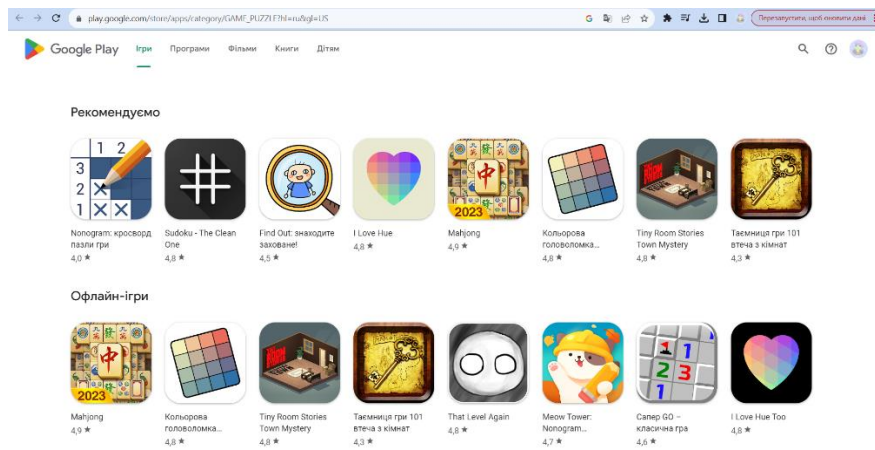 play.google.com/store/apps/category/GAME_PUZZLE?hl=ru&gl=US
Перезапустити, щоб оновити дані
Google Play Ігри Програми Фільми Книги Дітям
Рекомендуємо
1 2
3
2
1
2023
Nonogram: кросворд пазли гри
4,0 ★
Sudoku - The Clean One
4,8 ★
Find Out: знаходите заховане!
4,5 ★
I Love Hue
4,8 ★
Mahjong
4,9 ★
Кольорова головоломка...
4,8 ★
Tiny Room Stories Town Mystery
4,8 ★
Таємниця гри 101 втеча з кімнат
4,3 ★
Офлайн-ігри
2023
1
2 3
1
Mahjong
4,9 ★
Кольорова головоломка...
4,8 ★
Tiny Room Stories Town Mystery
4,8 ★
Таємниця гри 101 втеча з кімнат
4,3 ★
That Level Again
4,8 ★
Meow Tower: Nonogram...
4,7 ★
Сапер GO – класична гра
4,6 ★
I Love Hue Too
4,8 ★